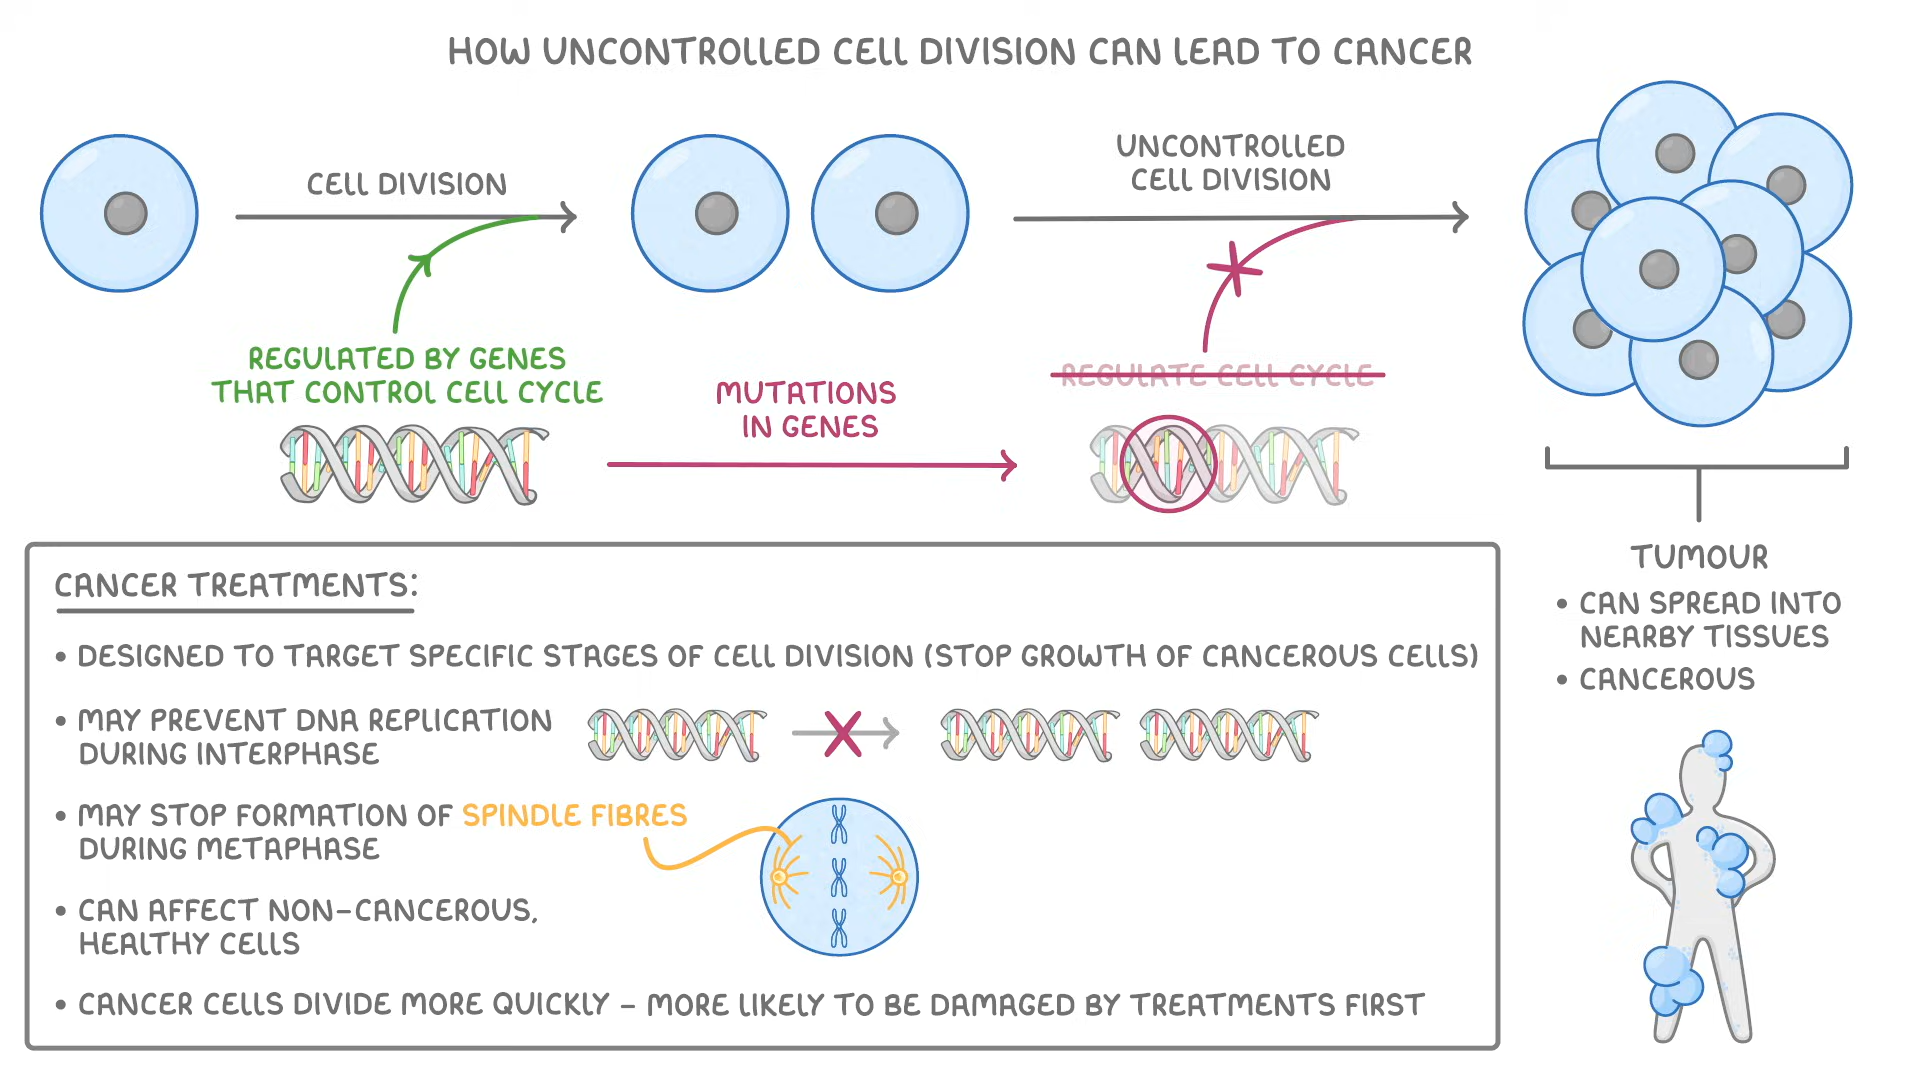 HOW UNCONTROLLED CELL DIVISION CAN LEAD TO CANCER
CELL DIVISION
UNCONTROLLED
CELL DIVISION
REGULATED BY GENES
THAT CONTROL CELL CYCLE
MUTATIONS
IN GENES
REGULATE CELL CYCLE
TUMOUR
• CAN SPREAD INTO
NEARBY TISSUES
• CANCEROUS
CANCER TREATMENTS:
• DESIGNED TO TARGET SPECIFIC STAGES OF CELL DIVISION (STOP GROWTH OF CANCEROUS CELLS)
• MAY PREVENT DNA REPLICATION
DURING INTERPHASE
• MAY STOP FORMATION OF SPINDLE FIBRES
DURING METAPHASE
• CAN AFFECT NON-CANCEROUS,
HEALTHY CELLS
• CANCER CELLS DIVIDE MORE QUICKLY – MORE LIKELY TO BE DAMAGED BY TREATMENTS FIRST